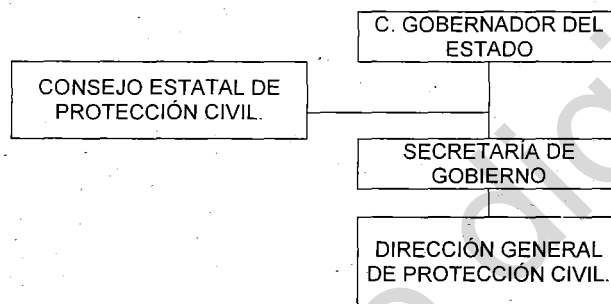 C. GOBERNADOR DEL
ESTADO
CONSEJO ESTATAL DE
PROTECCIÓN CIVIL.
SECRETARÍA DE
GOBIERNO
DIRECCIÓN GENERAL
DE PROTECCIÓN CIVIL.